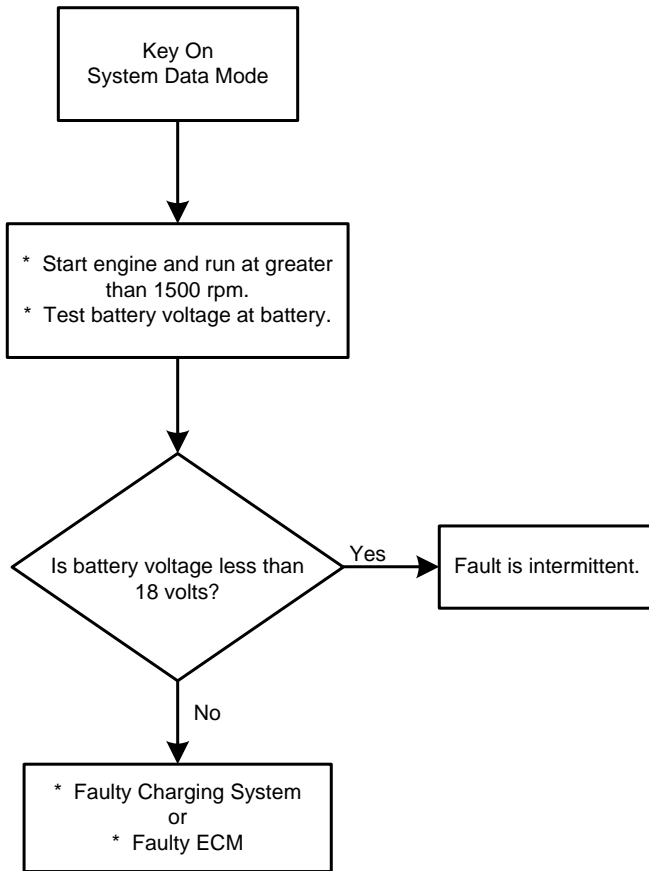 Key On
System Data Mode
* Start engine and run at greater
than 1500 rpm.
* Test battery voltage at battery.
Is battery voltage less than
18 volts?
Yes
Fault is intermittent.
No
* Faulty Charging System
or
* Faulty ECM